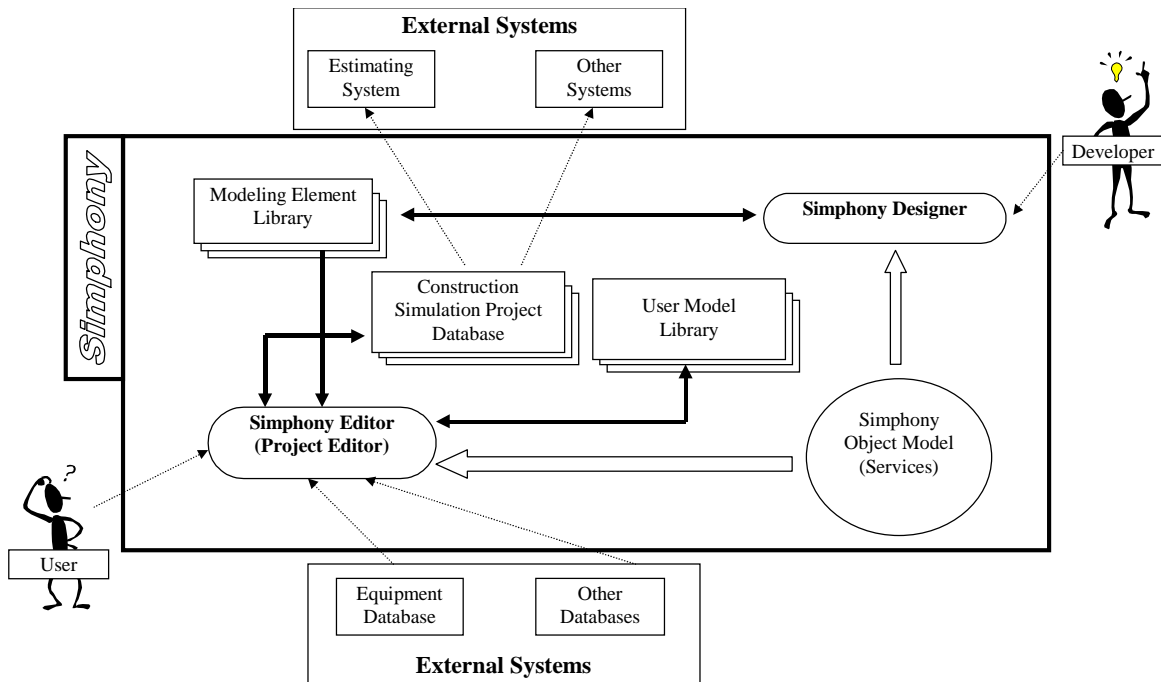 External Systems
Estimating
System
Other
Systems
Developer
Simphony
Modeling Element
Library
Simphony Designer
Construction
Simulation Project
Database
User Model
Library
Simphony Editor
(Project Editor)
Simphony
Object Model
(Services)
?
User
Equipment
Database
Other
Databases
External Systems